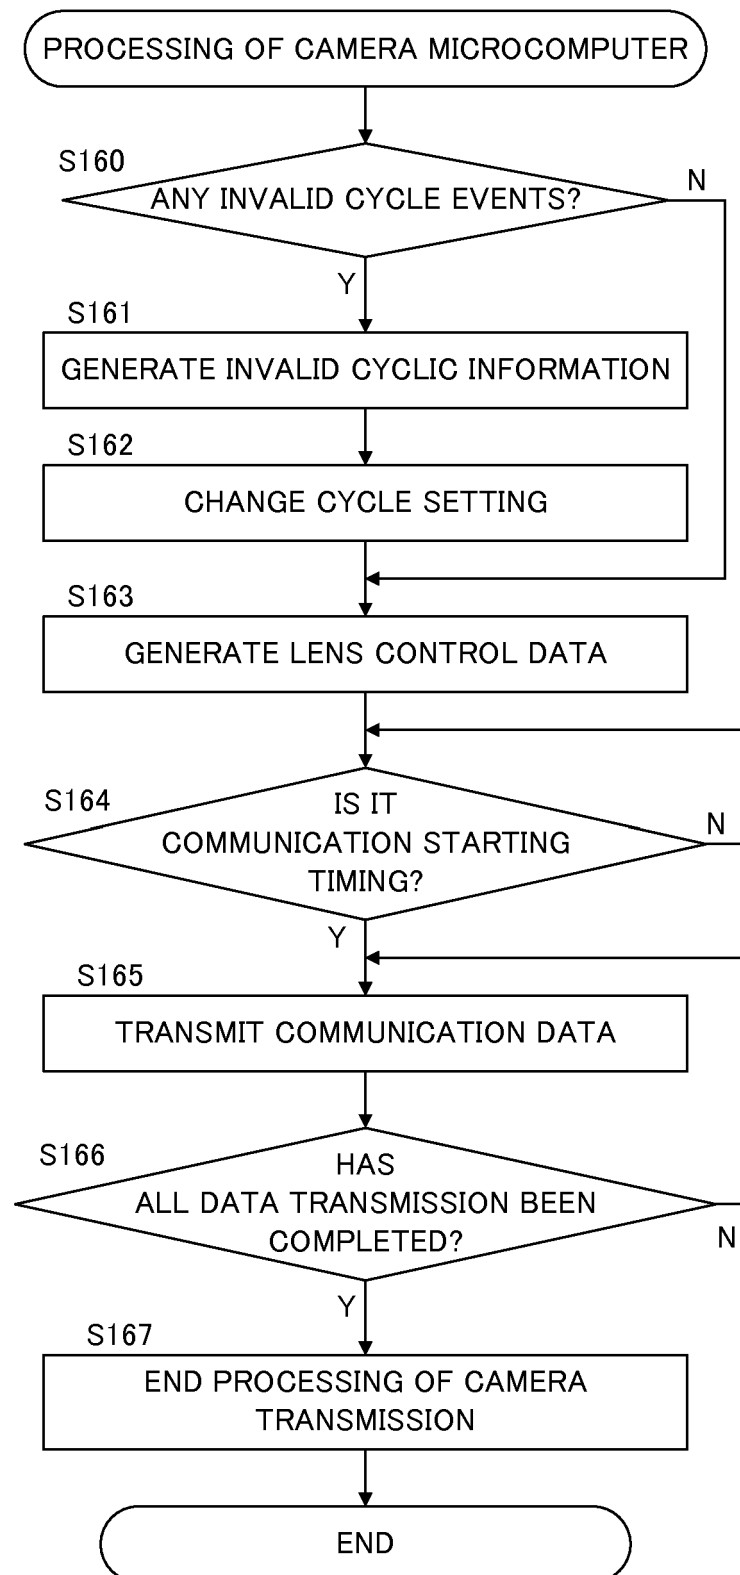 PROCESSING OF CAMERA MICROCOMPUTER
S160
ANY INVALID CYCLE EVENTS?
N
Y
S161
GENERATE INVALID CYCLIC INFORMATION
S162
CHANGE CYCLE SETTING
S163
GENERATE LENS CONTROL DATA
S164
IS IT
COMMUNICATION STARTING
TIMING?
N
Y
S165
TRANSMIT COMMUNICATION DATA
S166
HAS
ALL DATA TRANSMISSION BEEN
COMPLETED?
N
Y
S167
END PROCESSING OF CAMERA
TRANSMISSION
END